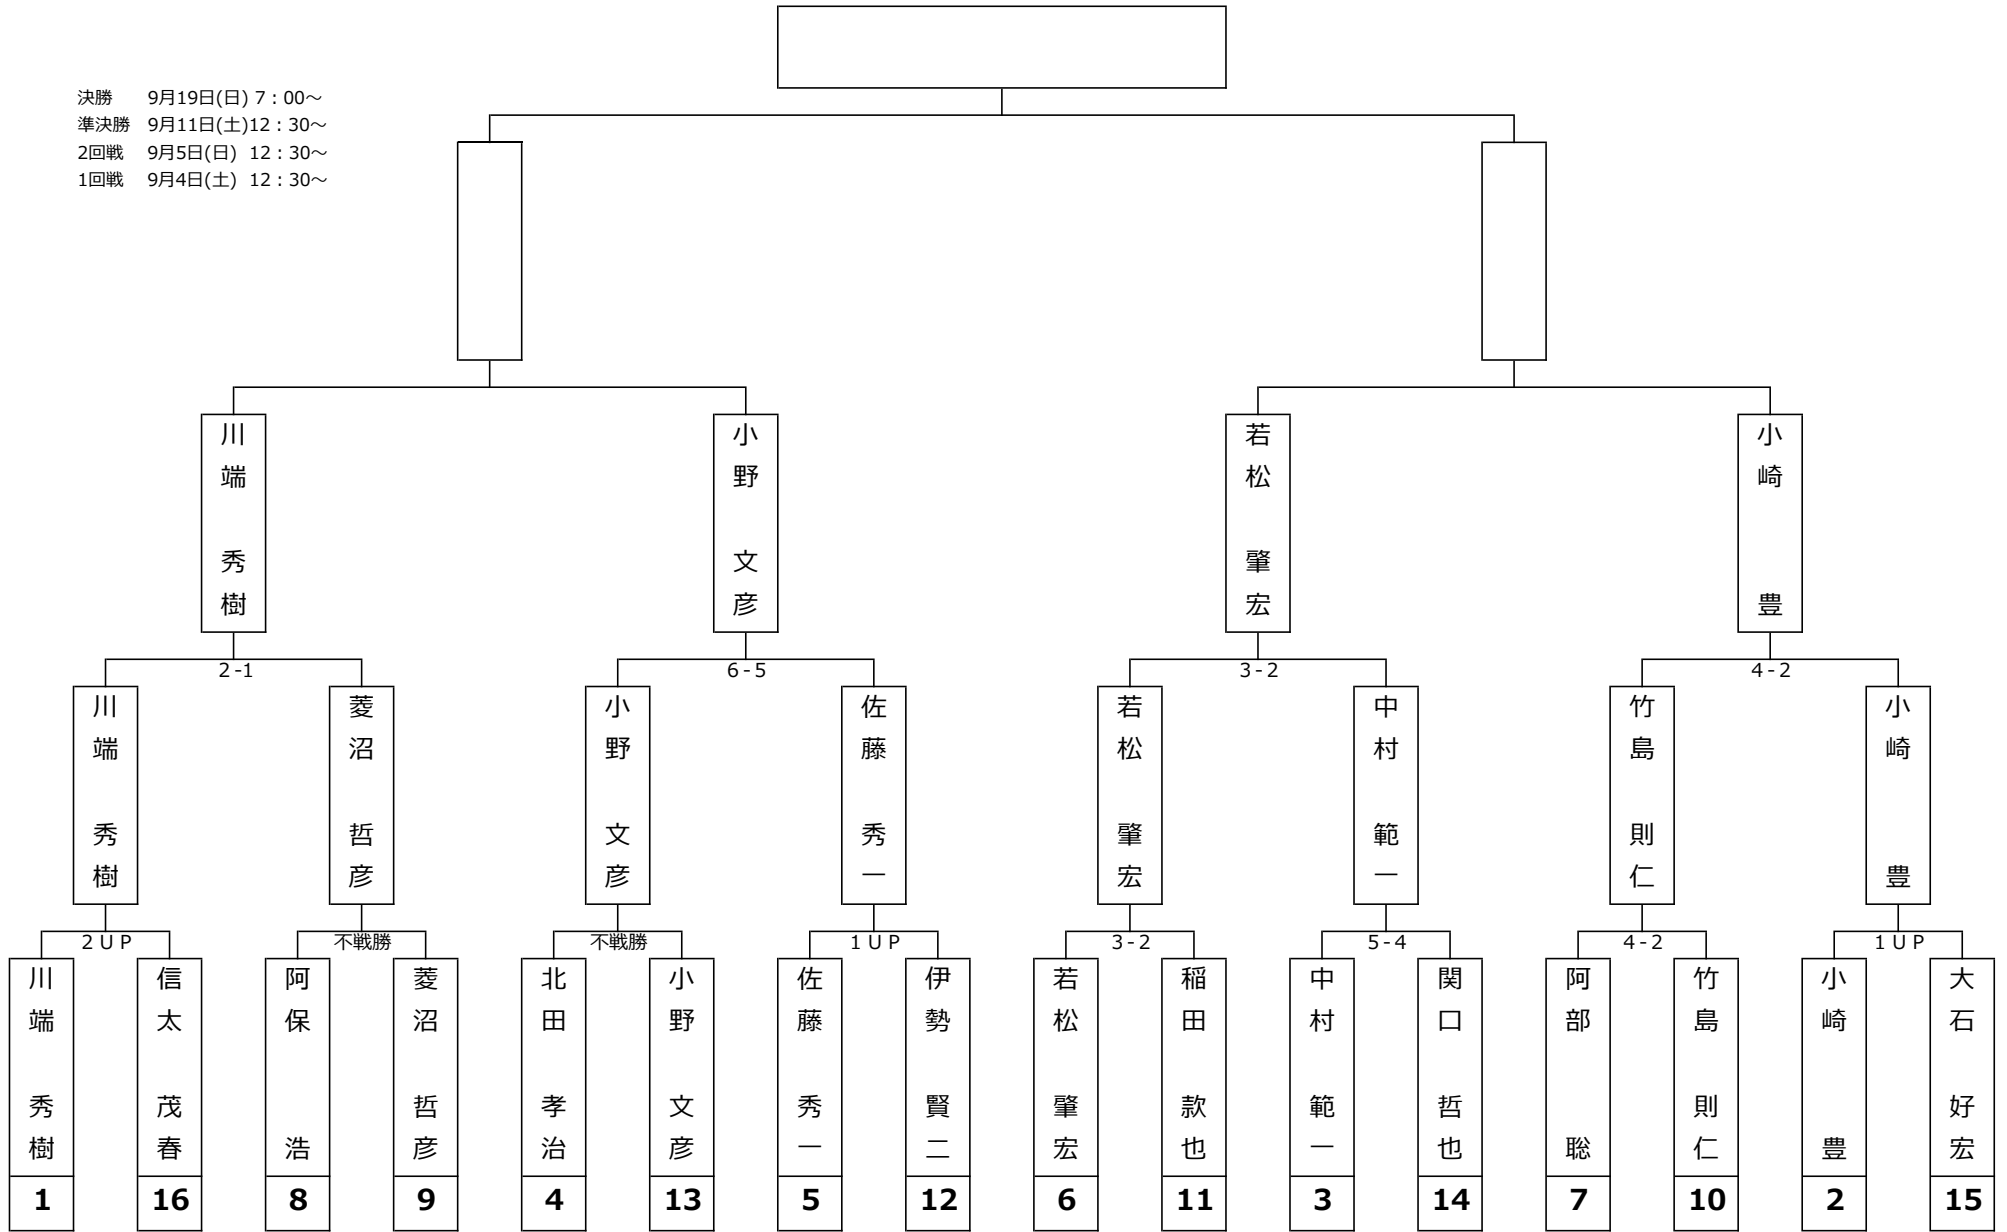 決勝 9月19日(日) 7：00～
準決勝 9月11日(土)12：30～
2回戦 9月5日(日) 12：30～
1回戦 9月4日(土) 12：30～
川端 秀樹
小野 文彦
若松 肇宏
小崎 豊
2-1
6-5
3-2
4-2
川端 秀樹
菱沼 哲彦
小野 文彦
佐藤 秀一
若松 肇宏
中村 範一
竹島 則仁
小崎 豊
2UP
不戦勝
不戦勝
1UP
3-2
5-4
4-2
1UP
川端 秀樹
信太 茂春
阿保 浩
菱沼 哲彦
北田 孝治
小野 文彦
佐藤 秀一
伊勢 賢二
若松 肇宏
稲田 款也
中村 範一
関口 哲也
阿部 聡
竹島 則仁
小崎 豊
大石 好宏
1
16
8
9
4
13
5
12
6
11
3
14
7
10
2
15